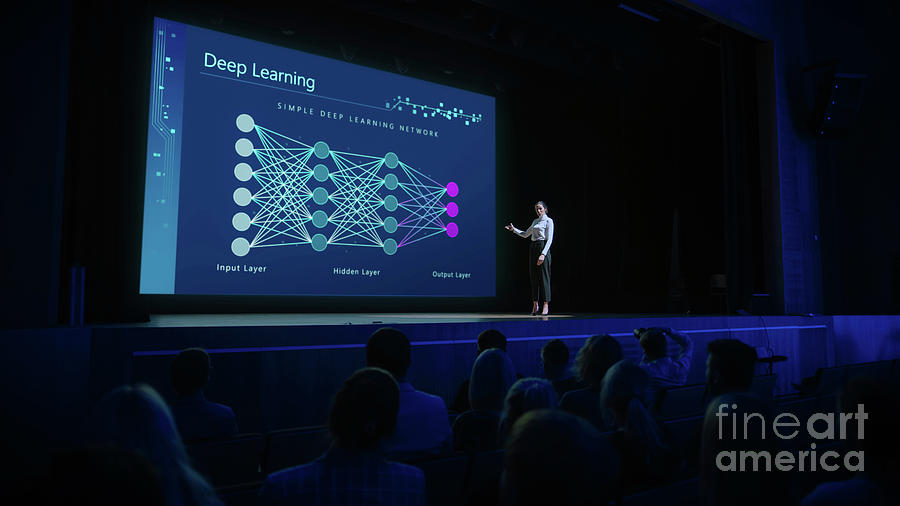 Deep Learning
SIMPLE DEEP LEARNING NETWORK
Input Layer
Hidden Layer
Output Layer
fine art
america